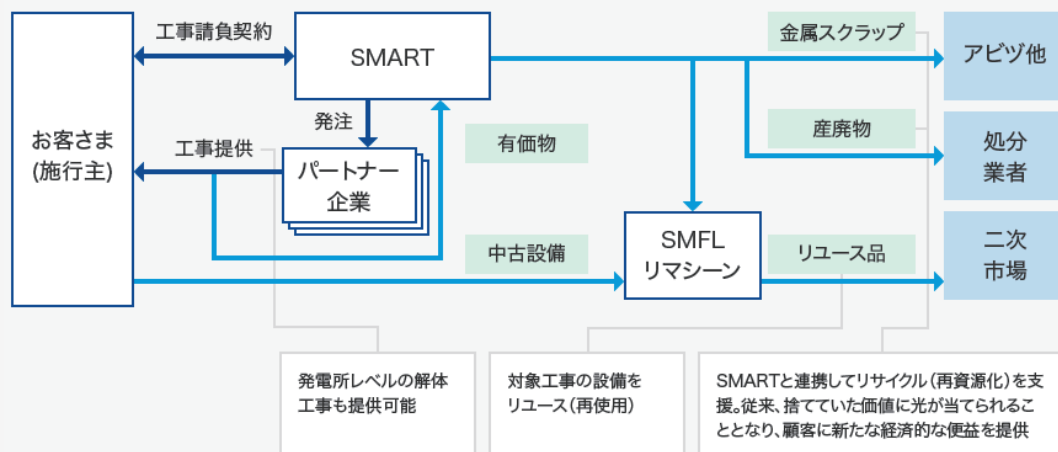 工事請負契約
SMART
金属スクラップ
アビヅ他
発注
お客さま
(施行主)
工事提供
パートナー
企業
有価物
産廃物
処分
業者
中古設備
SMFL
リマシーン
リユース品
二次
市場
発電所レベルの解体
工事も提供可能
対象工事の設備を
リユース(再使用)
SMARTと連携してリサイクル(再資源化)を支
援。従来、捨てていた価値に光が当てられるこ
ととなり、顧客に新たな経済的な便益を提供